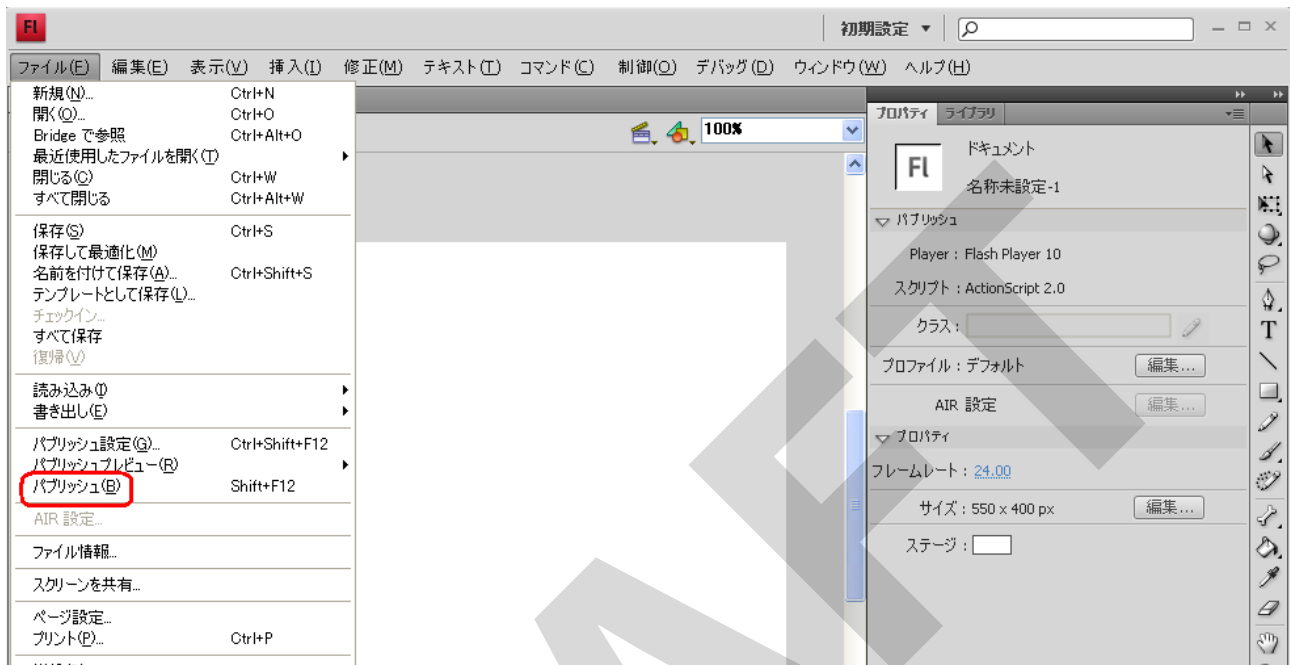 Fl
初期設定 ▼
ファイル(F) 編集(E) 表示(V) 挿入(I) 修正(M) テキスト(T) コマンド(C) 制御(O) デバッグ(D) ウィンドウ(W) ヘルプ(H)
新規(N)... Ctrl+N
開く(O)... Ctrl+O
Bridge で参照 Ctrl+Alt+O
最近使用したファイルを開く(T)
閉じる(C) Ctrl+W
すべて閉じる Ctrl+Alt+W
保存(S) Ctrl+S
保存して最適化(M)
名前を付けて保存(A)... Ctrl+Shift+S
テンプレートとして保存(L)...
チェックイン...
すべて保存
復帰(V)
読み込み(I)
書き出し(E)
パブリッシュ設定(G)... Ctrl+Shift+F12
パブリッシュプレビュー(R)
パブリッシュ(B) Shift+F12
AIR 設定...
ファイル情報...
スクリーンを共有...
ページ設定...
プリント(P)... Ctrl+P
100%
プロパティ ライブラリ
Fl
ドキュメント
名称未設定-1
パブリッシュ
Player : Flash Player 10
スクリプト : ActionScript 2.0
クラス :
プロファイル : デフォルト 編集...
AIR 設定 編集...
プロパティ
フレームレート : 24.00
サイズ : 550 x 400 px 編集...
ステージ :
T